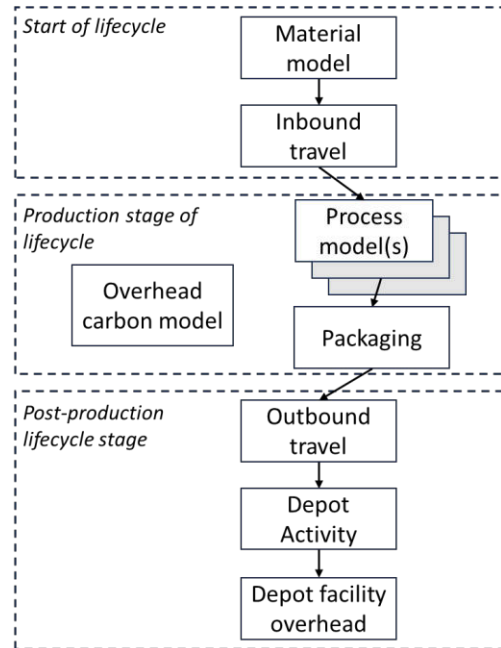 Start of lifecycle
Material
model
Inbound
travel
Production stage of
lifecycle
Process
model(s)
Overhead
carbon model
Packaging
Post-production
lifecycle stage
Outbound
travel
Depot
Activity
Depot facility
overhead